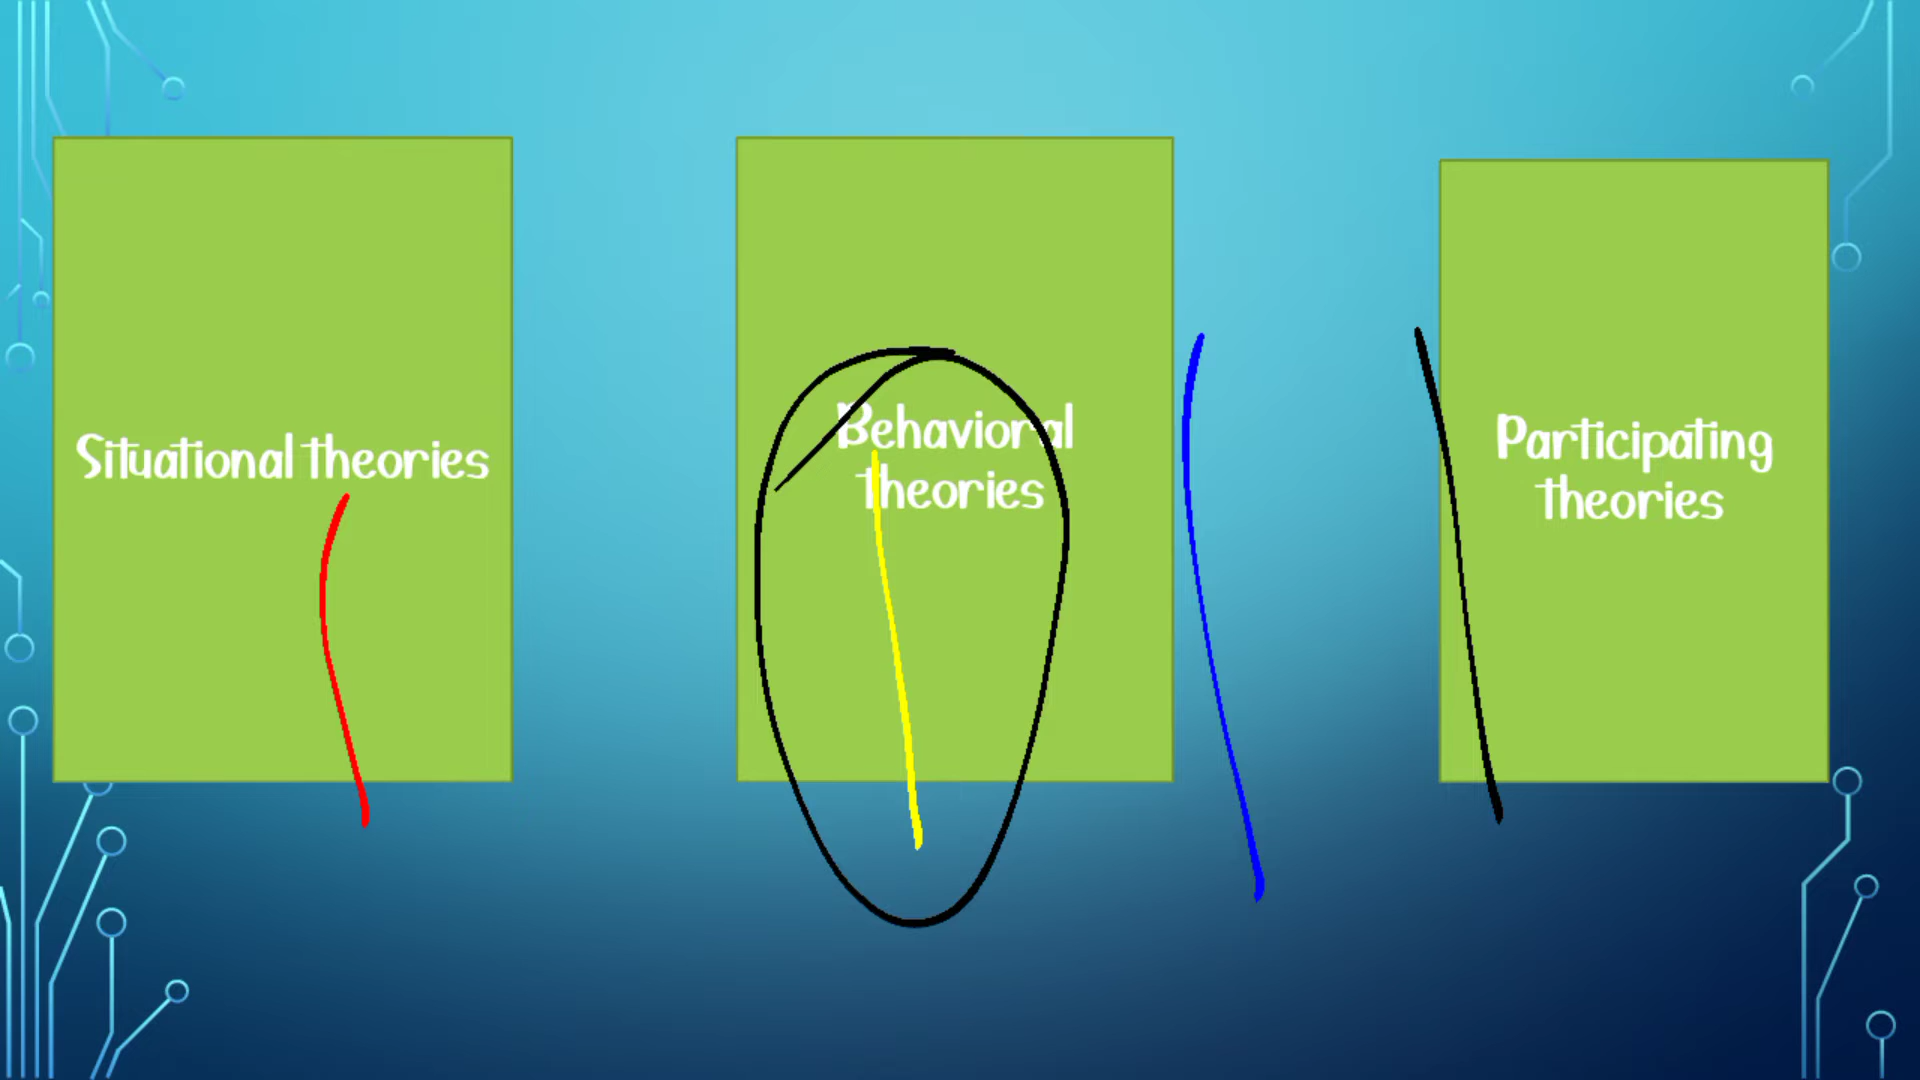 Situational theories
Behavioral
theories
Participating
theories